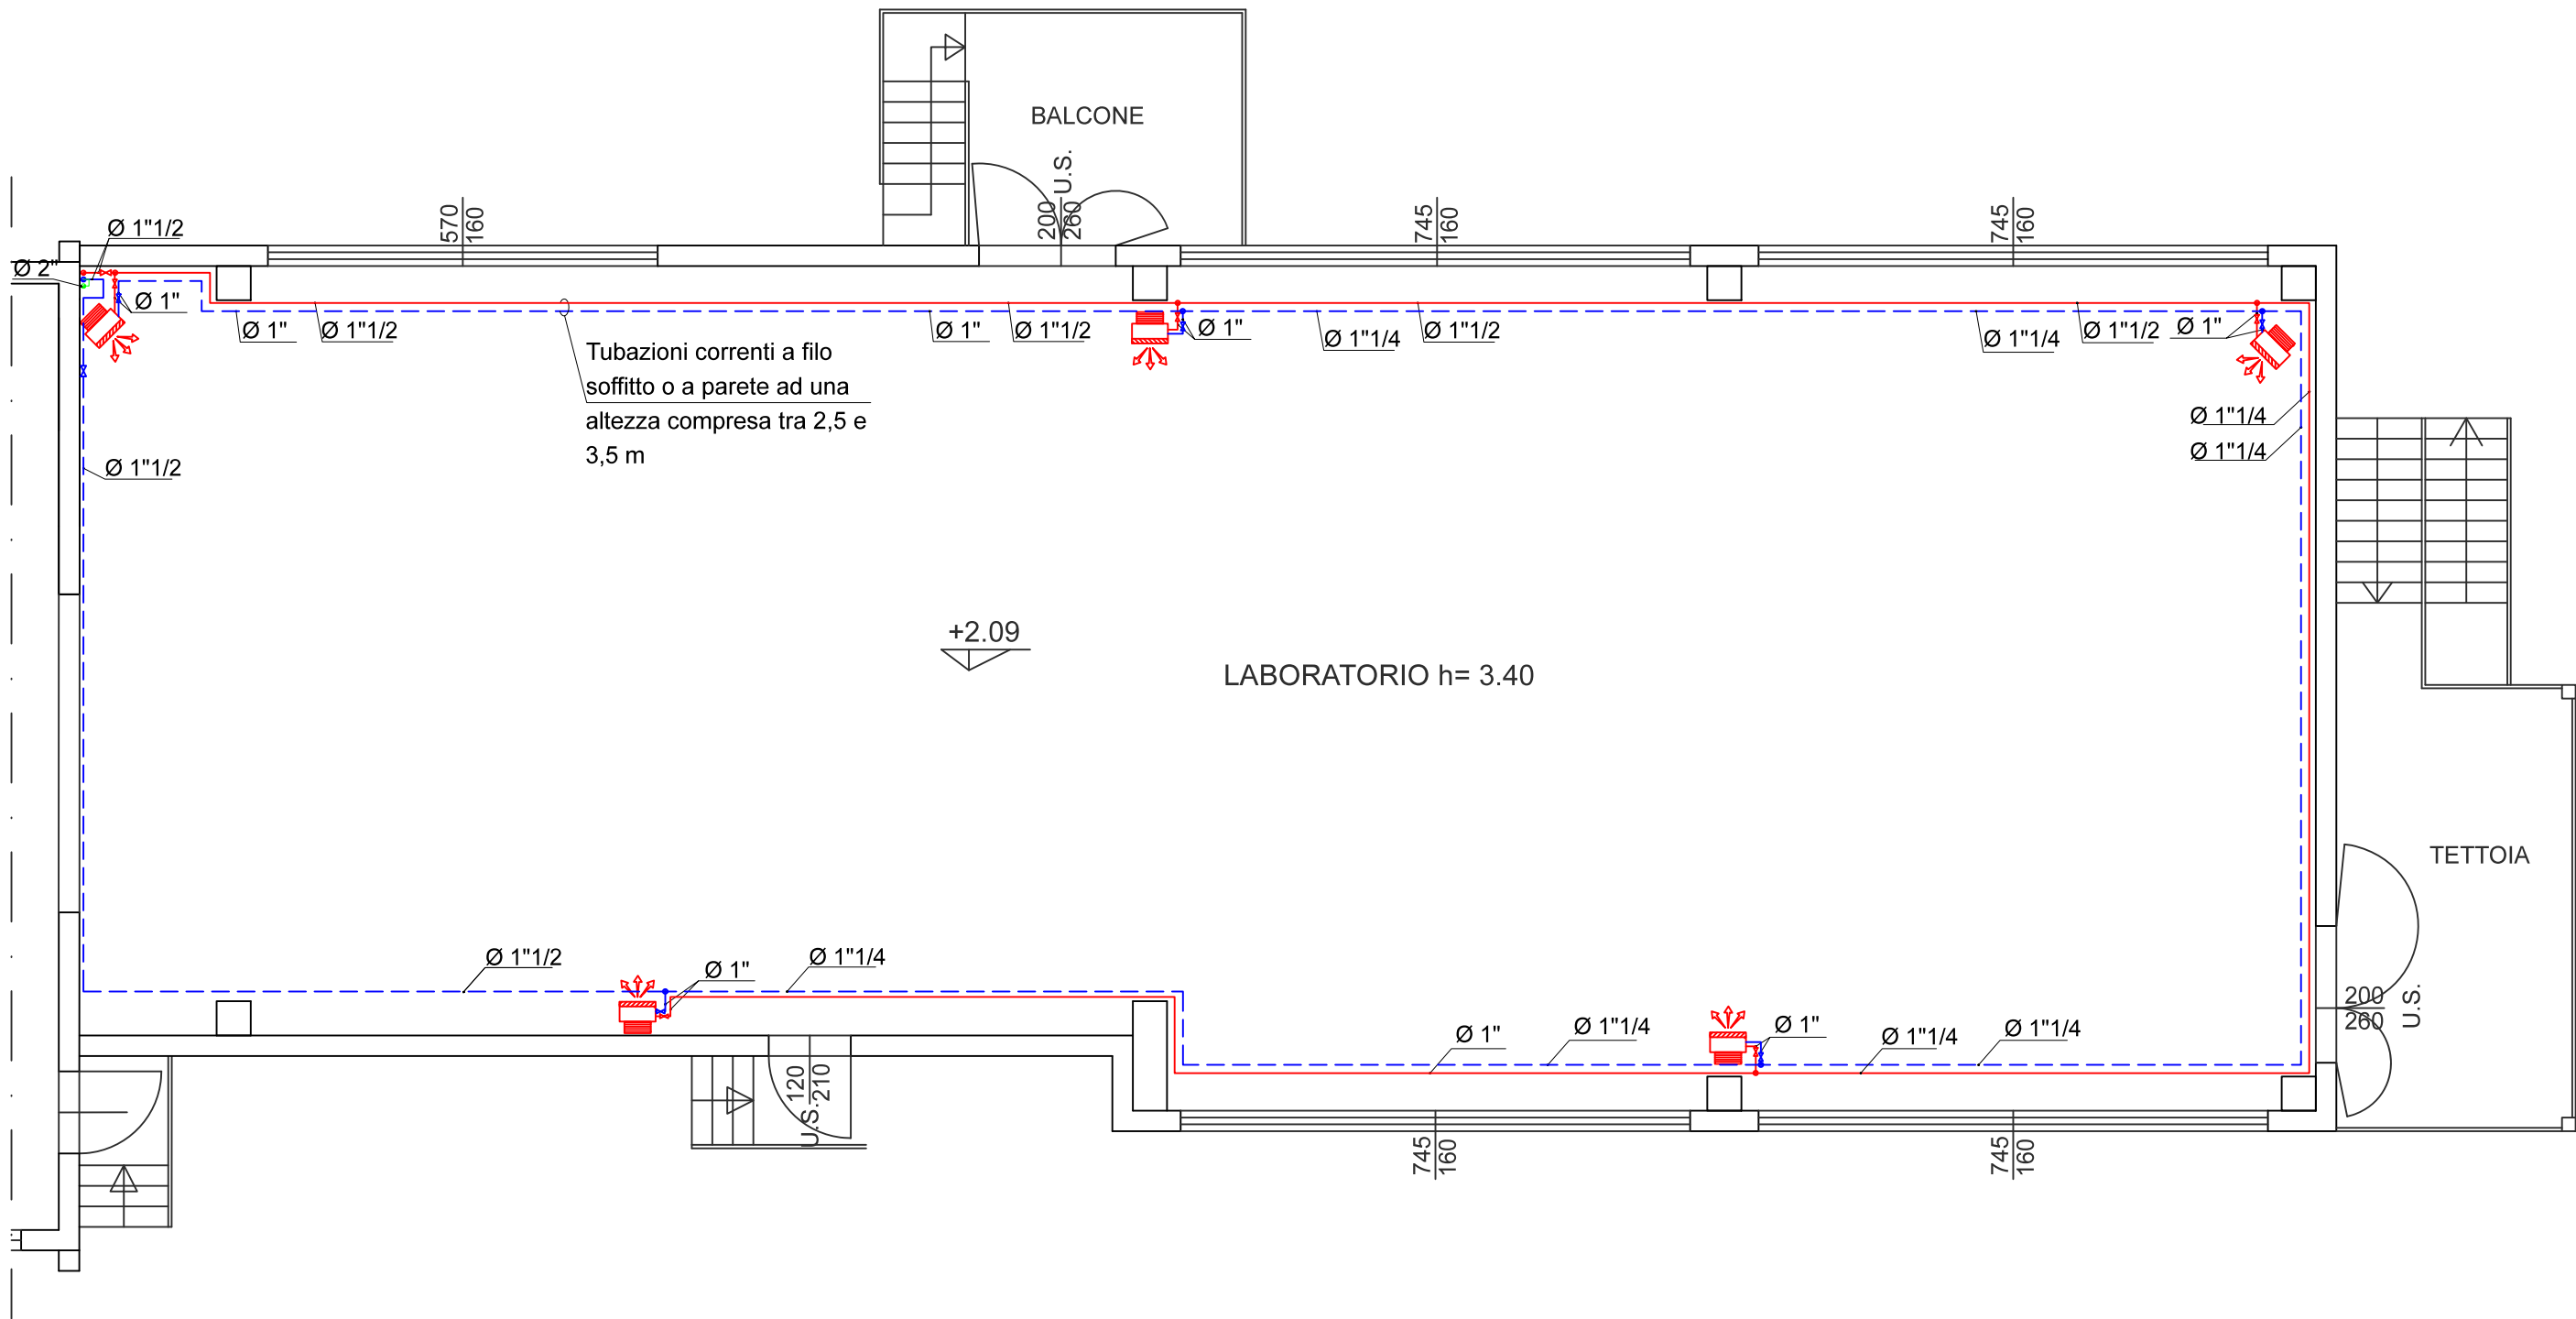 BALCONE
U.S.
200
260
570
160
745
160
745
160
Ø 1"1/2
Ø 2"
Ø 1"
Ø 1"
Ø 1"1/2
Ø 1"
Ø 1"1/2
Ø 1"
Ø 1"1/4
Ø 1"1/2
Ø 1"1/4
Ø 1"1/2
Ø 1"
Tubazioni correnti a filo
soffitto o a parete ad una
altezza compresa tra 2,5 e
3,5 m
Ø 1"1/4
Ø 1"1/4
Ø 1"1/2
+2.09
LABORATORIO h= 3.40
TETTOIA
Ø 1"1/2
Ø 1"
Ø 1"1/4
200
260
U.S.
Ø 1"
Ø 1"1/4
Ø 1"
Ø 1"1/4
Ø 1"1/4
120
210
U.S.
745
160
745
160